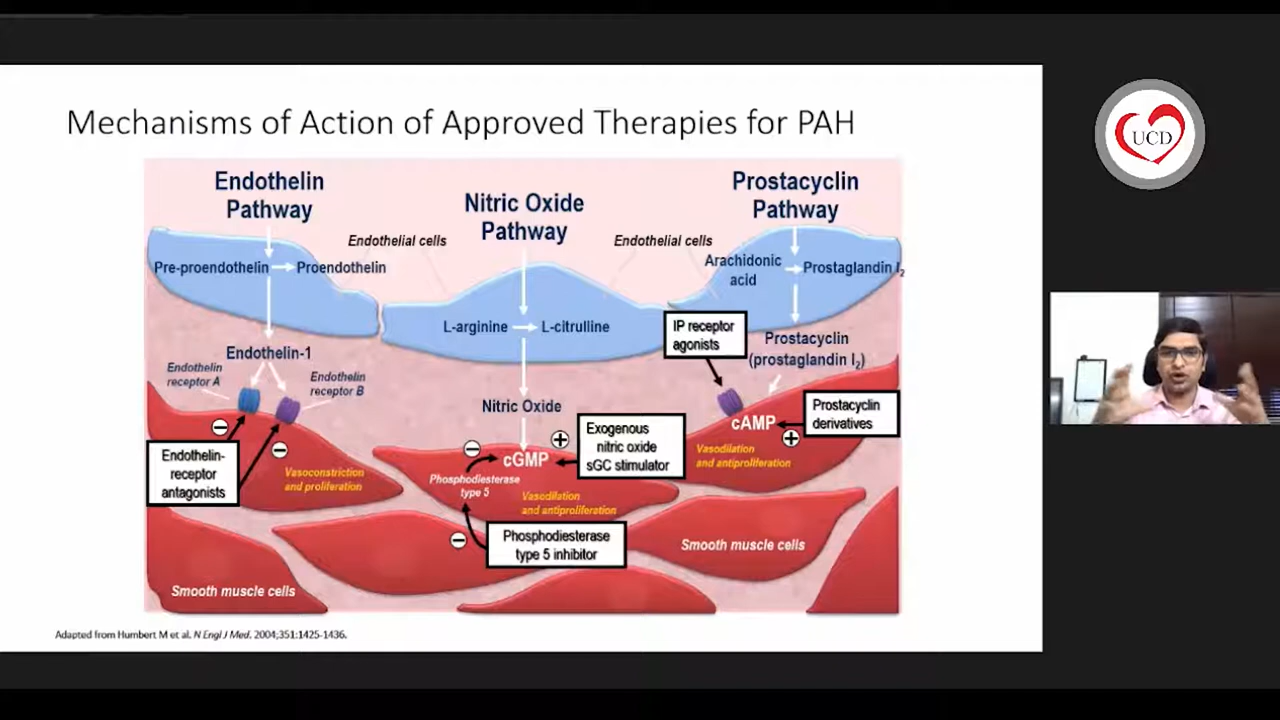 Mechanisms of Action of Approved Therapies for PAH
UCD
Endothelin
Pathway
Nitric Oxide
Pathway
Prostacyclin
Pathway
Endothelial cells
Endothelial cells
Pre-proendothelin
Proendothelin
Arachidonic
acid
Prostaglandin I2
L-arginine
L-citrulline
IP receptor
agonists
Prostacyclin
(prostaglandin I2)
Endothelin-1
Endothelin
receptor A
Endothelin
receptor B
Nitric Oxide
Exogenous
nitric oxide
sGC stimulator
cAMP
Prostacyclin
derivatives
Endothelin-
receptor
antagonists
Vasoconstriction
and proliferation
cGMP
Phosphodiesterase
type 5
Vasodilation
and antiproliferation
Vasodilation
and antiproliferation
Phosphodiesterase
type 5 inhibitor
Smooth muscle cells
Smooth muscle cells
Adapted from Humbert M et al. N Engl J Med. 2004;351:1425-1436.